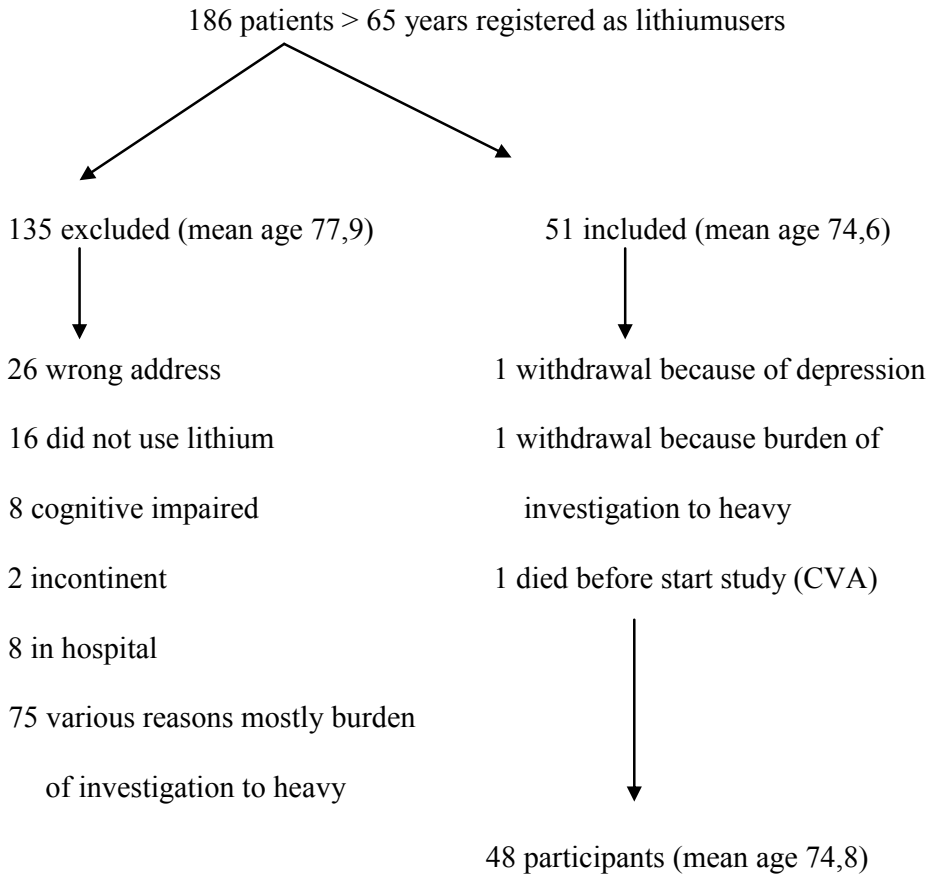 186 patients > 65 years registered as lithiumusers
135 excluded (mean age 77,9)
26 wrong address
16 did not use lithium
8 cognitive impaired
2 incontinent
8 in hospital
75 various reasons mostly burden
of investigation to heavy
51 included (mean age 74,6)
1 withdrawal because of depression
1 withdrawal because burden of
investigation to heavy
1 died before start study (CVA)
48 participants (mean age 74,8)